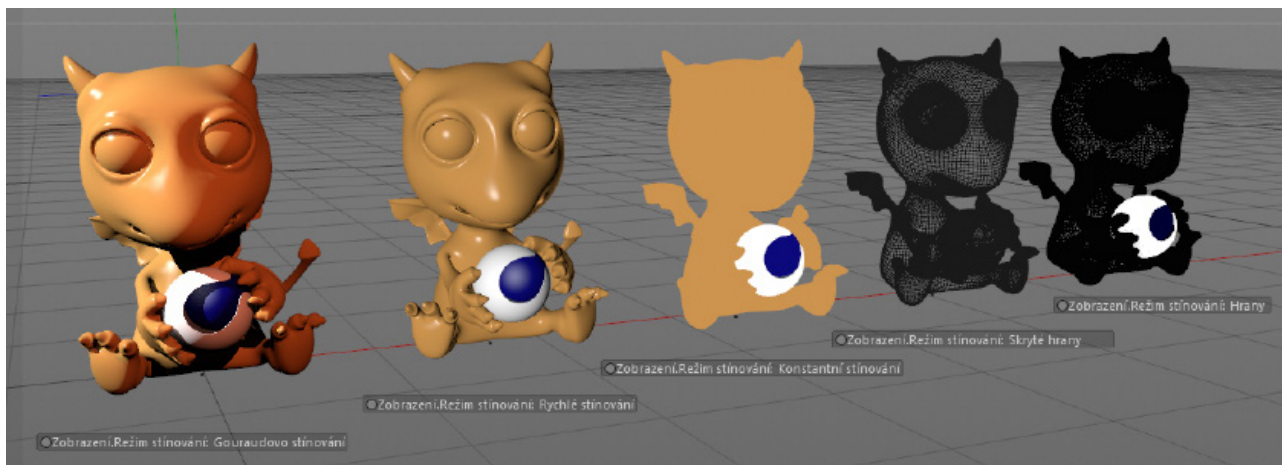 Zobrazení.Režim stínování: Gouraudovo stínování
Zobrazení.Režim stínování: Rychlé stínování
Zobrazení.Režim stínování: Konstantní stínování
Zobrazení.Režim stínování: Skryté hrany
Zobrazení.Režim stínování: Hrany